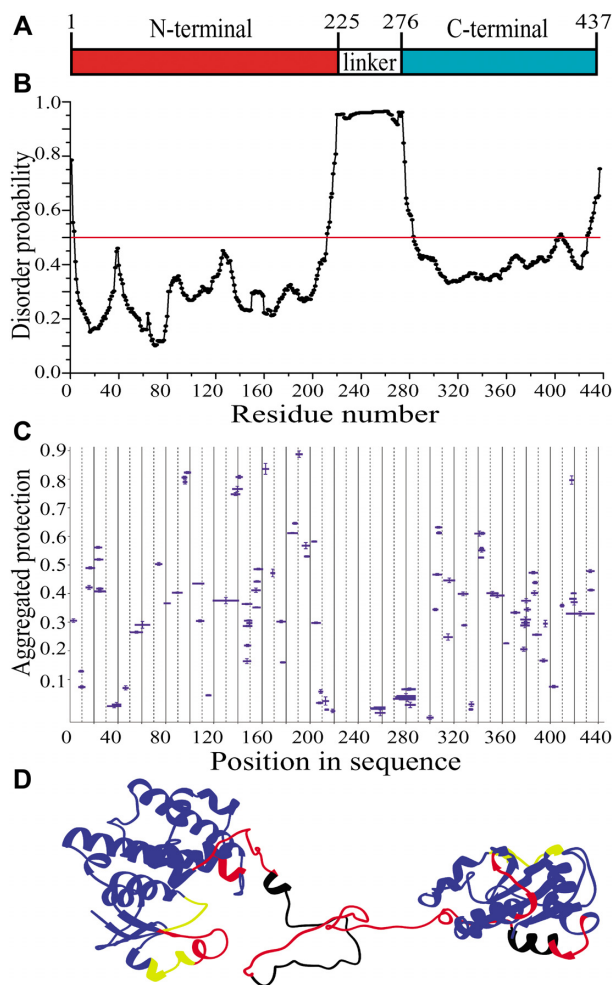 A
1
N-terminal
225
276
C-terminal
437
linker
B
Disorder probability
1.0
0.8
0.6
0.4
0.2
0.0
0 40 80 120 160 200 240 280 320 360 400 440
Residue number
C
Aggregated protection
0.9
0.8
0.7
0.6
0.5
0.4
0.3
0.2
0.1
0 40 80 120 160 200 240 280 320 360 400 440
Position in sequence
D